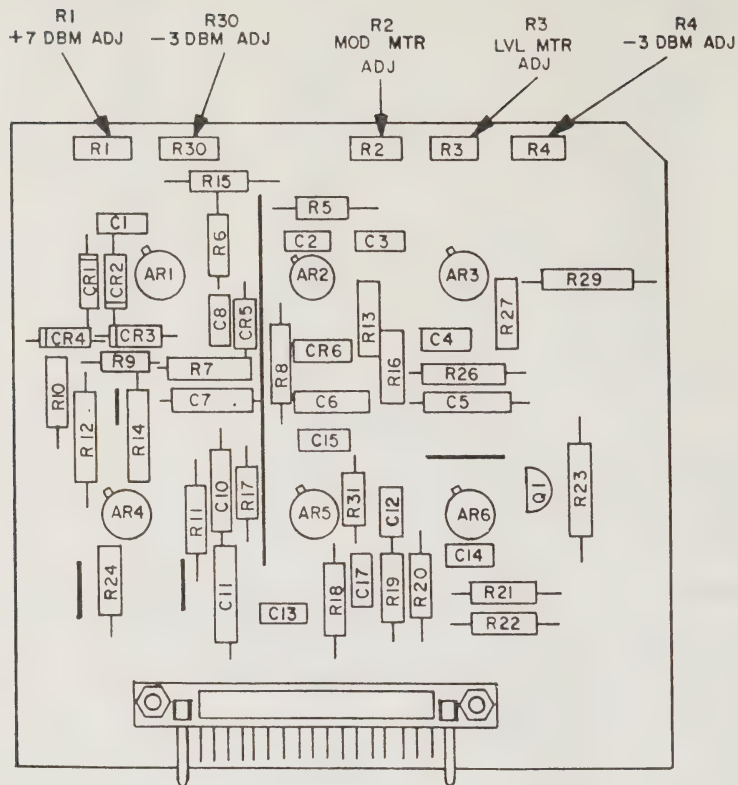 R1
+7 DBM ADJ
R30
-3 DBM ADJ
R2
MOD MTR
ADJ
R3
LVL MTR
ADJ
R4
-3 DBM ADJ
R1
R30
R2
R3
R4
R15
R5
C1
R6
C2
C3
AR1
AR2
AR3
CR1
CR2
R29
R27
C8
CR5
R13
CR4
CR3
C4
R8
CR6
R16
R9
R7
R26
R10
C7
C6
C5
R12
R14
C15
R11
C10
R17
R31
C12
Q1
R23
AR4
AR5
AR6
C14
R24
C11
R18
C17
R19
R20
R21
C13
R22